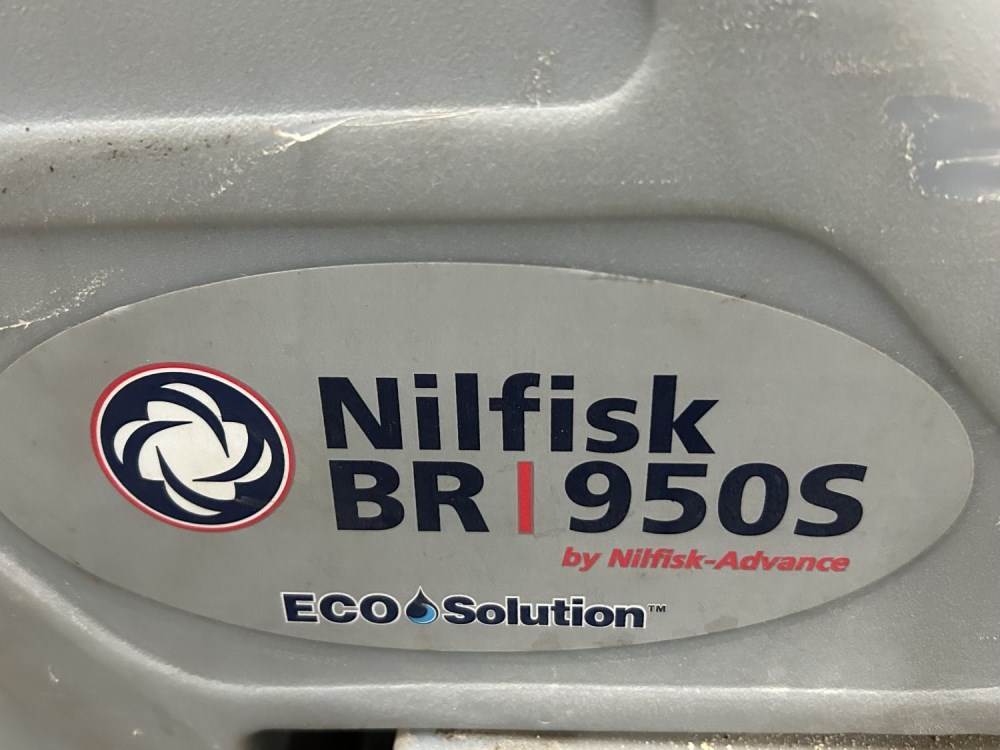 Nilfisk
BR|950S
by Nilfisk-Advance
ECO Solution™